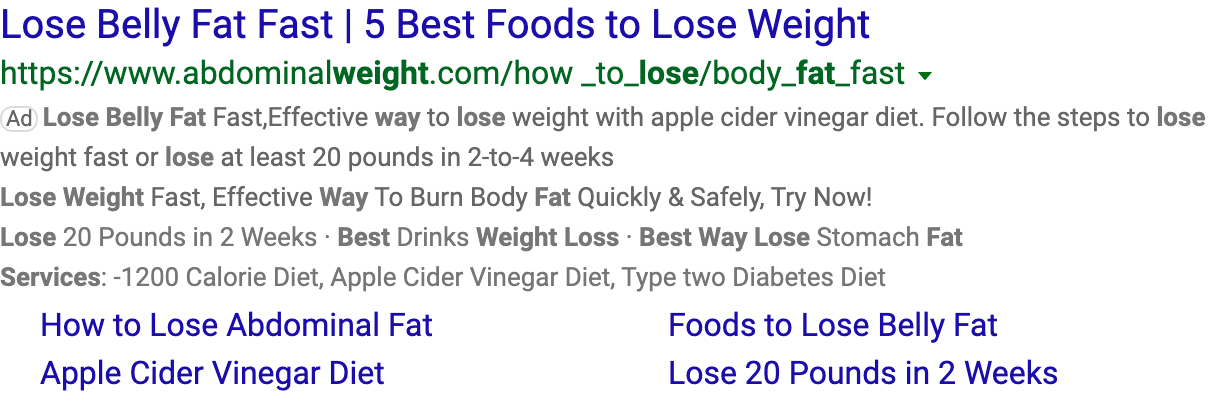 Lose Belly Fat Fast | 5 Best Foods to Lose Weight
https://www.abdominalweight.com/how _to_lose/body_fat_fast
Ad Lose Belly Fat Fast,Effective way to lose weight with apple cider vinegar diet. Follow the steps to lose
weight fast or lose at least 20 pounds in 2-to-4 weeks
Lose Weight Fast, Effective Way To Burn Body Fat Quickly & Safely, Try Now!
Lose 20 Pounds in 2 Weeks · Best Drinks Weight Loss · Best Way Lose Stomach Fat
Services: -1200 Calorie Diet, Apple Cider Vinegar Diet, Type two Diabetes Diet
How to Lose Abdominal Fat Foods to Lose Belly Fat
Apple Cider Vinegar Diet Lose 20 Pounds in 2 Weeks